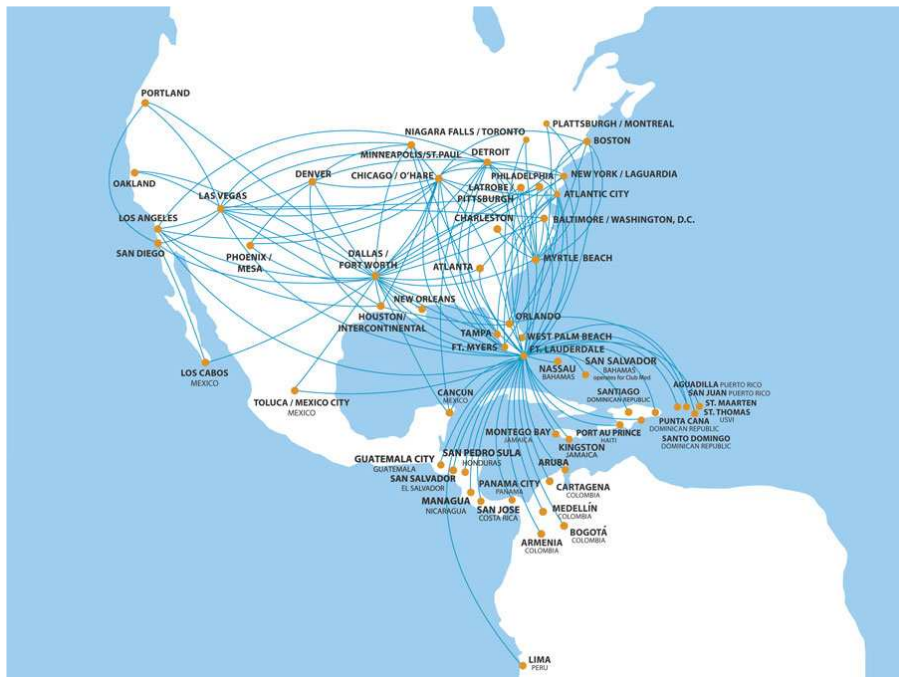 PORTLAND
PLATTSBURGH / MONTREAL
NIAGARA FALLS / TORONTO
BOSTON
MINNEAPOLIS/ST.PAUL
DETROIT
OAKLAND
DENVER
CHICAGO / O'HARE
PHILADELPHIA
NEW YORK / LAGUARDIA
LATROBE /
PITTSBURGH
ATLANTIC CITY
LAS VEGAS
LOS ANGELES
CHARLESTON
BALTIMORE / WASHINGTON, D.C.
SAN DIEGO
PHOENIX /
MESA
DALLAS /
FORT WORTH
ATLANTA
MYRTLE BEACH
NEW ORLEANS
HOUSTON/
INTERCONTINENTAL
ORLANDO
TAMPA
WEST PALM BEACH
FT. MYERS
FT. LAUDERDALE
LOS CABOS
MEXICO
NASSAU
BAHAMAS
SAN SALVADOR
BAHAMAS
operates for Club Med
TOLUCA / MEXICO CITY
MEXICO
CANCÚN
MEXICO
SANTIAGO
DOMINICAN REPUBLIC
AGUADILLA PUERTO RICO
SAN JUAN PUERTO RICO
ST. MAARTEN
ST. THOMAS
USVI
PUNTA CANA
DOMINICAN REPUBLIC
SANTO DOMINGO
DOMINICAN REPUBLIC
MONTEGO BAY
JAMAICA
PORT AU PRINCE
HAITI
KINGSTON
JAMAICA
GUATEMALA CITY
GUATEMALA
SAN PEDRO SULA
HONDURAS
ARUBA
SAN SALVADOR
EL SALVADOR
PANAMA CITY
PANAMA
CARTAGENA
COLOMBIA
MANAGUA
NICARAGUA
SAN JOSE
COSTA RICA
MEDELLÍN
COLOMBIA
BOGOTÁ
COLOMBIA
ARMENIA
COLOMBIA
LIMA
PERU